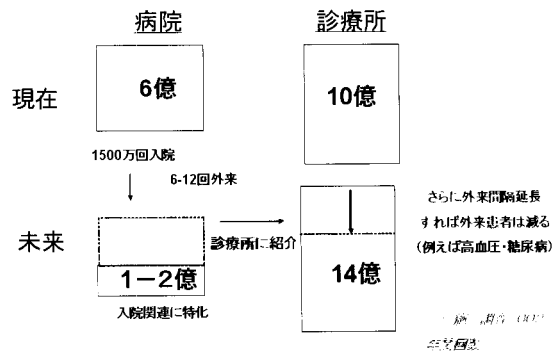 病院
診療所
現在
6億
10億
1500万回入院
6-12回外来
未来
診療所に紹介
1-2億
14億
入院関連に特化
さらに外来間隔延長
すれば外来患者は減る
(例えば高血圧・糖尿病)